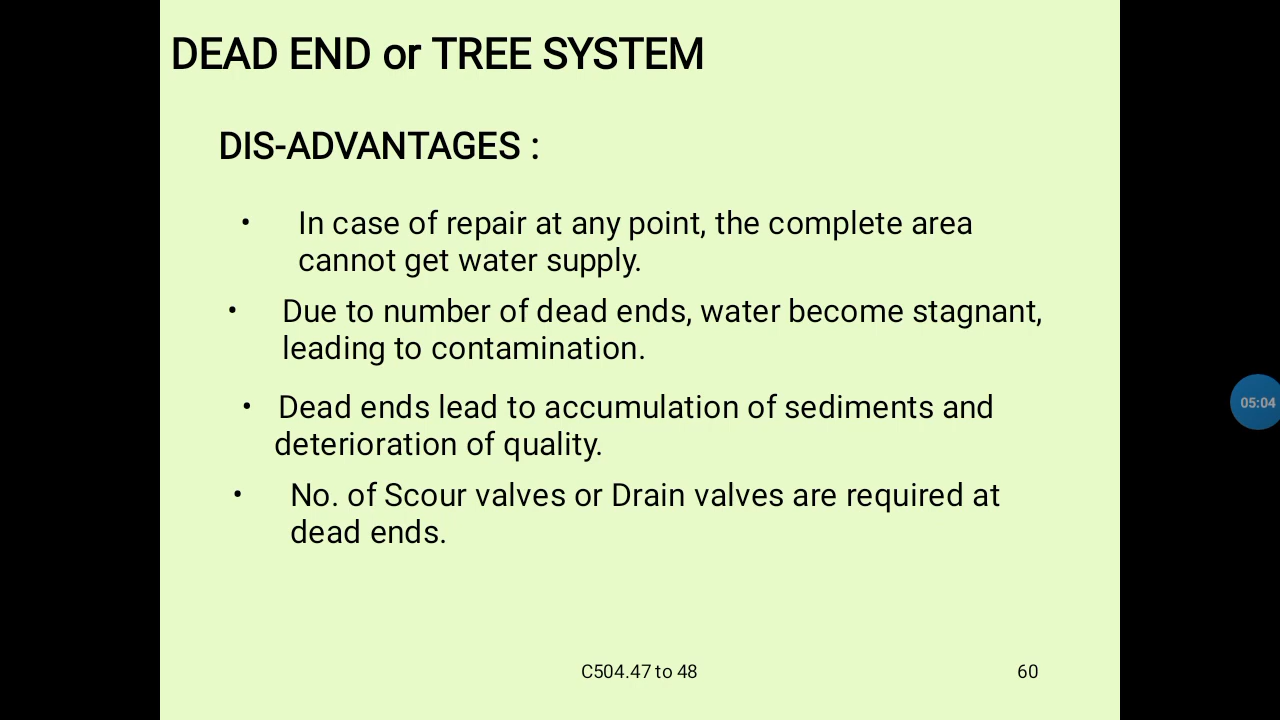 DEAD END or TREE SYSTEM
DIS-ADVANTAGES :
• In case of repair at any point, the complete area
cannot get water supply.
• Due to number of dead ends, water become stagnant,
leading to contamination.
• Dead ends lead to accumulation of sediments and
deterioration of quality.
• No. of Scour valves or Drain valves are required at
dead ends.
05:04
C504.47 to 48
60